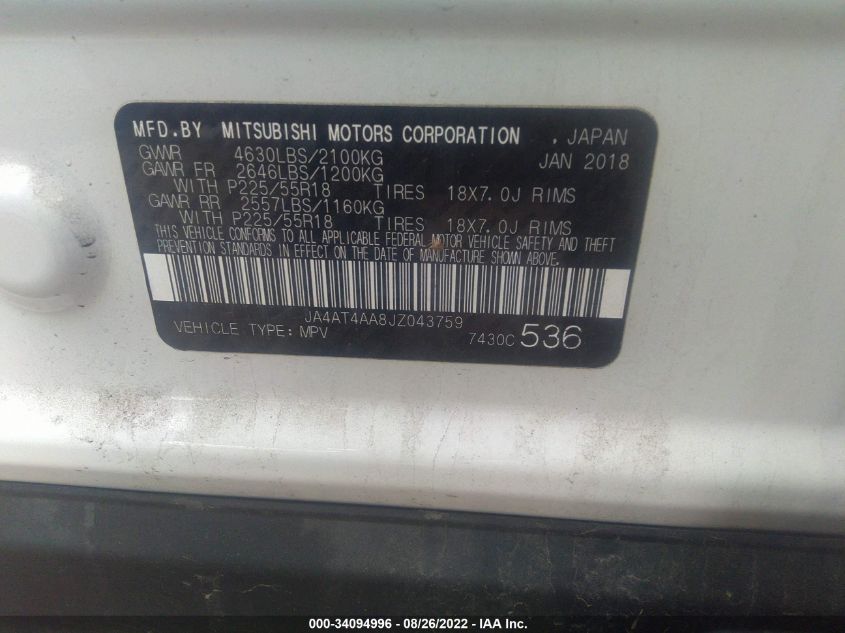 MFD.BY MITSUBISHI MOTORS CORPORATION , JAPAN
GVWR 4630LBS/2100KG JAN 2018
GAWR FR 2646LBS/1200KG
WITH P225/55R18 TIRES 18X7.0J RIMS
GAWR RR 2557LBS/1160KG
WITH P225/55R18 TIRES 18X7.0J RIMS
THIS VEHICLE CONFORMS TO ALL APPLICABLE FEDERAL MOTOR VEHICLE SAFETY AND THEFT
PREVENTION STANDARDS IN EFFECT ON THE DATE OF MANUFACTURE SHOWN ABOVE.
JA4AT4AA8JZ043759
VEHICLE TYPE: MPV 7430C 536
000-34094996 - 08/26/2022 - IAA Inc.